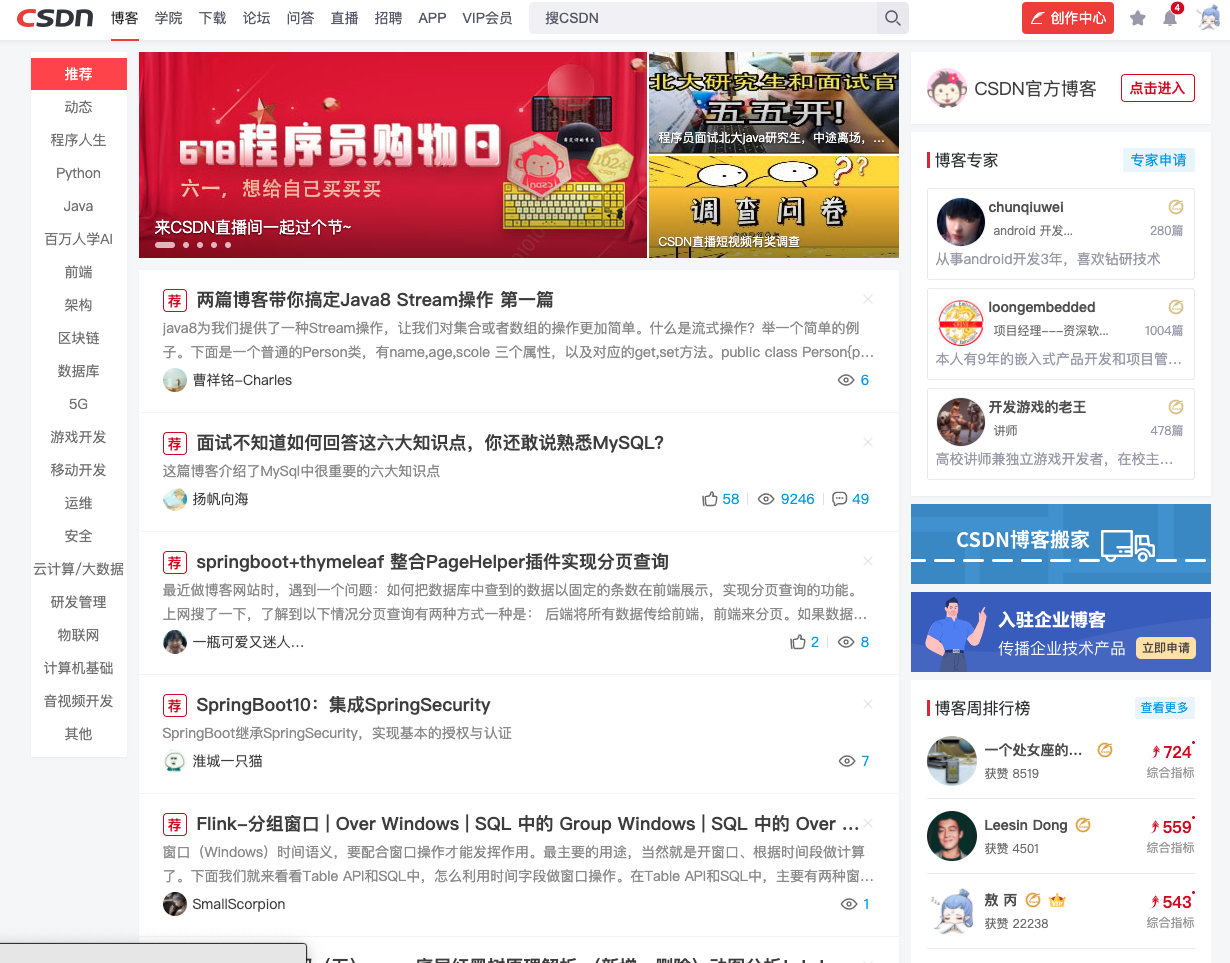 CSDN 博客 学院 下载 论坛 问答 直播 招聘 APP VIP会员 搜CSDN 创作中心 4
推荐
动态
程序人生
Python
Java
百万人学AI
前端
架构
区块链
数据库
5G
游戏开发
移动开发
运维
安全
云计算/大数据
研发管理
物联网
计算机基础
音视频开发
其他
618程序员购物日
六一，想给自己买买买
来CSDN直播间一起过个节~
1024
北大研究生和面试官
五五开!
程序员面试北大java研究生，中途离场，...
??
调查问卷
CSDN直播短视频有奖调查
荐 两篇博客带你搞定Java8 Stream操作 第一篇
java8为我们提供了一种Stream操作，让我们对集合或者数组的操作更加简单。什么是流式操作？举一个简单的例
子。下面是一个普通的Person类，有name,age,scole 三个属性，以及对应的get,set方法。public class Person{p...
曹祥铭-Charles 6
荐 面试不知道如何回答这六大知识点，你还敢说熟悉MySQL?
这篇博客介绍了MySql中很重要的六大知识点
扬帆向海 58 9246 49
荐 springboot+thymeleaf 整合PageHelper插件实现分页查询
最近做博客网站时，遇到一个问题：如何把数据库中查到的数据以固定的条数在前端展示，实现分页查询的功能。
上网搜了一下，了解到以下情况分页查询有两种方式一种是： 后端将所有数据传给前端，前端来分页。如果数据...
一瓶可爱又迷人... 2 8
荐 SpringBoot10：集成SpringSecurity
SpringBoot继承SpringSecurity，实现基本的授权与认证
淮城一只猫 7
荐 Flink-分组窗口 | Over Windows | SQL 中的 Group Windows | SQL 中的 Over ...
窗口（Windows）时间语义，要配合窗口操作才能发挥作用。最主要的用途，当然就是开窗口、根据时间段做计算
了。下面我们就来看看Table API和SQL中，怎么利用时间字段做窗口操作。在Table API和SQL中，主要有两种窗...
SmallScorpion 1
CSDN官方博客 点击进入
博客专家 专家申请
chunqiuwei
android 开发... 280篇
从事android开发3年，喜欢钻研技术
loongembedded
项目经理---资深软... 1004篇
本人有9年的嵌入式产品开发和项目管...
开发游戏的老王
讲师 478篇
高校讲师兼独立游戏开发者，在校主...
CSDN博客搬家
入驻企业博客
传播企业技术产品 立即申请
博客周排行榜 查看更多
一个处女座的... 724
获赞 8519 综合指标
Leesin Dong 559
获赞 4501 综合指标
敖 丙 543
获赞 22238 综合指标